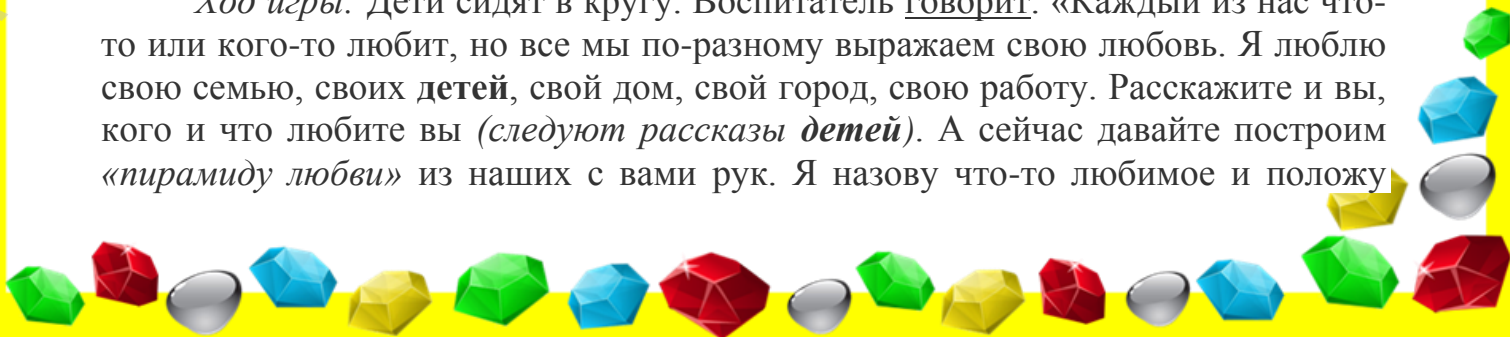 Ход игры: Дети сидят в кругу. Воспитатель говорит: «Каждый из нас что-
то или кого-то любит, но все мы по-разному выражаем свою любовь. Я люблю
свою семью, своих детей, свой дом, свой город, свою работу. Расскажите и вы,
кого и что любите вы (следуют рассказы детей). А сейчас давайте построим
«пирамиду любви» из наших с вами рук. Я назову что-то любимое и положу